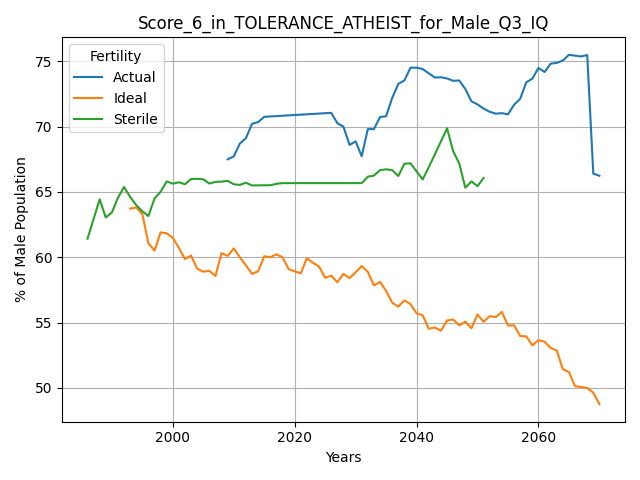 Score_6_in_TOLERANCE_ATHEIST_for_Male_Q3_IQ
Fertility
Actual
Ideal
Sterile
% of Male Population
75
70
65
60
55
50
2000
2020
2040
2060
Years